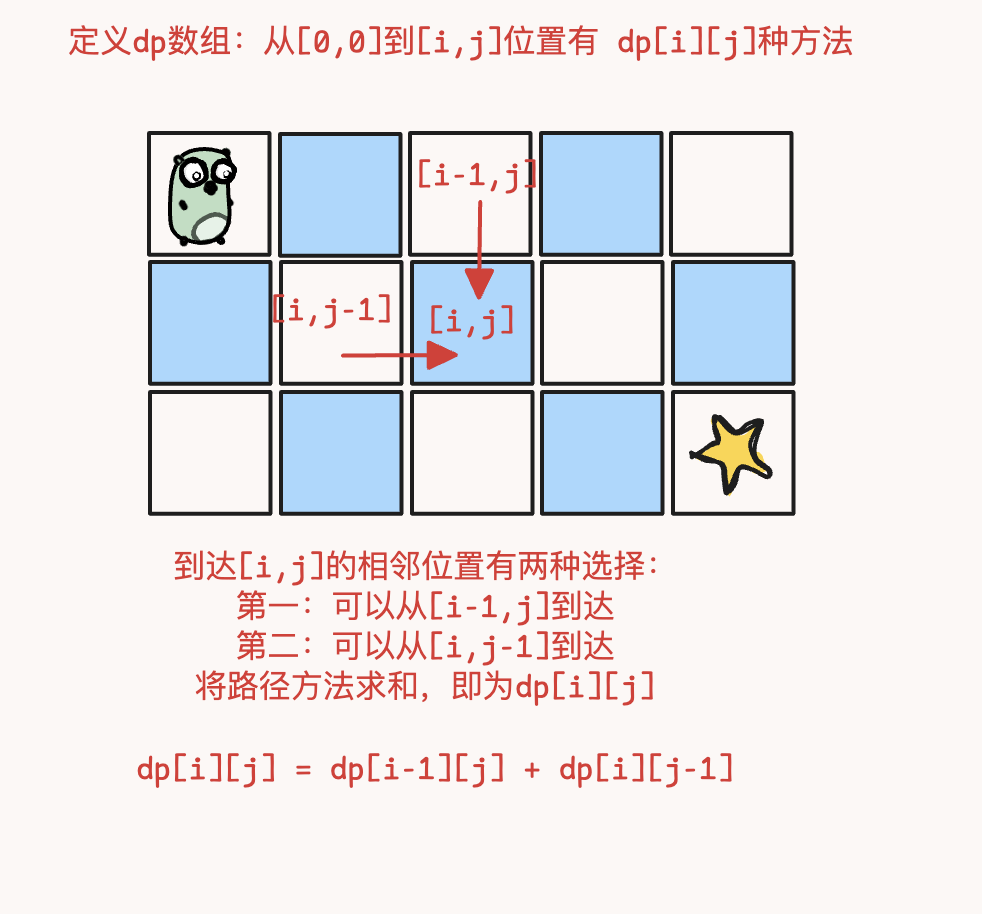 定义dp数组：从[0,0]到[i,j]位置有 dp[i][j]种方法
[i-1,j]
[i,j-1]
[i,j]
到达[i,j]的相邻位置有两种选择：
第一：可以从[i-1,j]到达
第二：可以从[i,j-1]到达
将路径方法求和，即为dp[i][j]
dp[i][j] = dp[i-1][j] + dp[i][j-1]